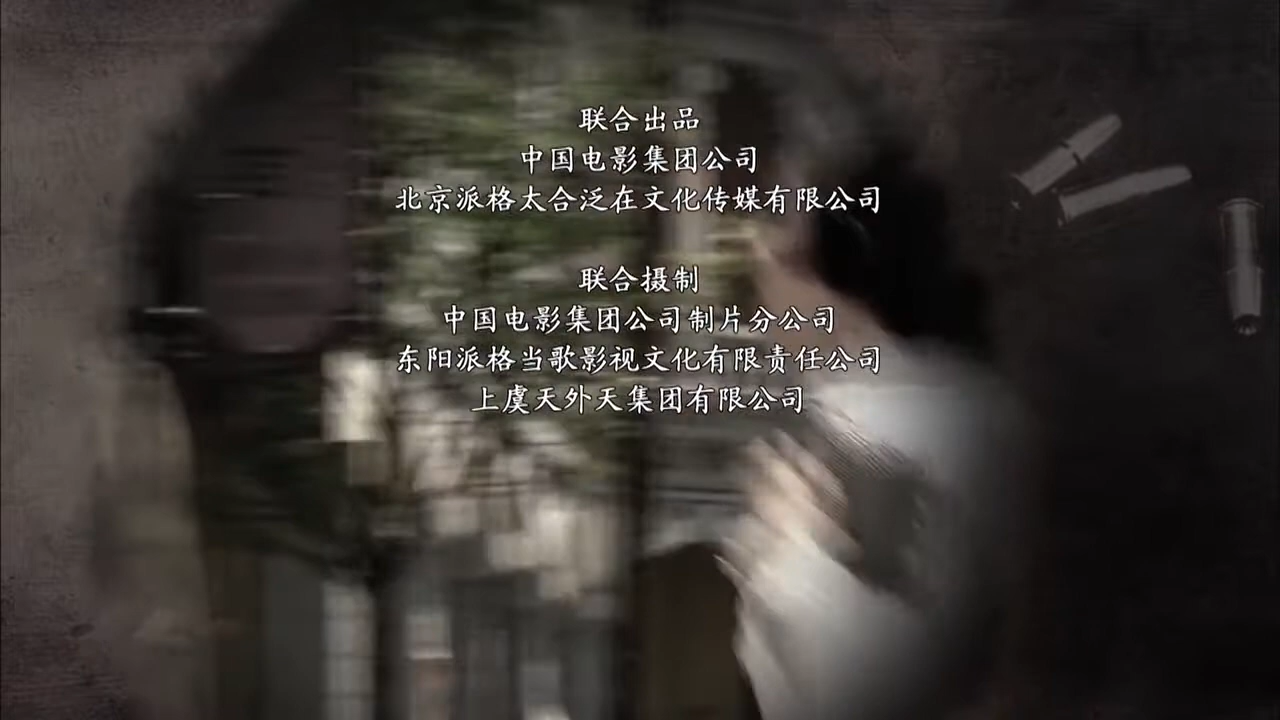 联合出品
中国电影集团公司
北京派格太合泛在文化传媒有限公司
联合摄制
中国电影集团公司制片分公司
东阳派格当歌影视文化有限责任公司
上虞天外天集团有限公司